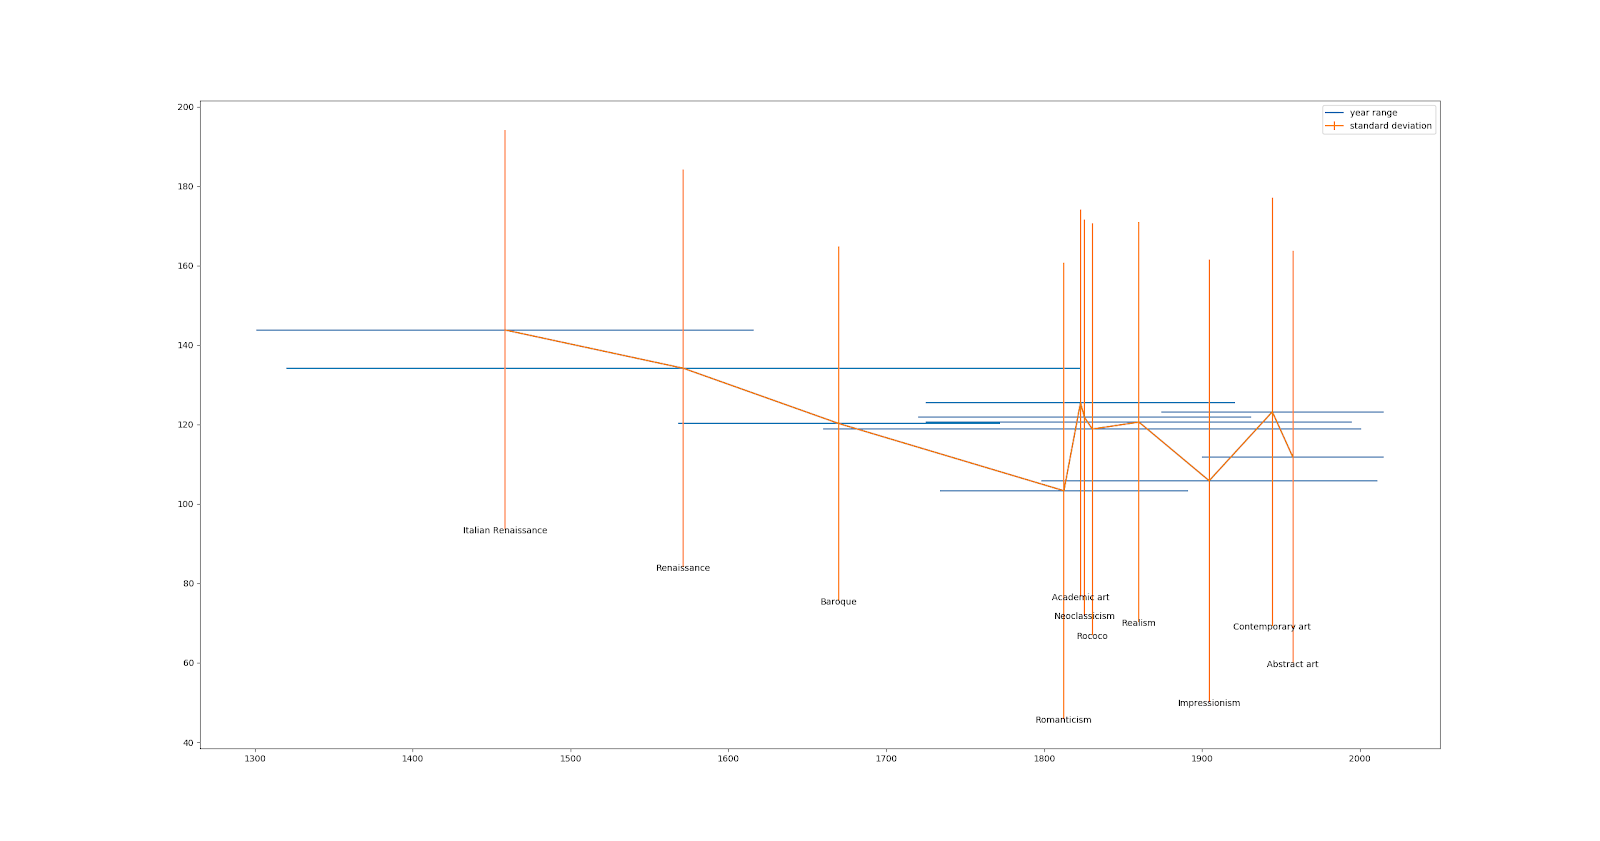 200
180
160
140
120
100
80
60
40
year range
standard deviation
Italian Renaissance
Renaissance
Baroque
Academic art
Neoclassicism
Realism
Rococo
Contemporary art
Abstract art
Impressionism
Romanticism
1300 1400 1500 1600 1700 1800 1900 2000